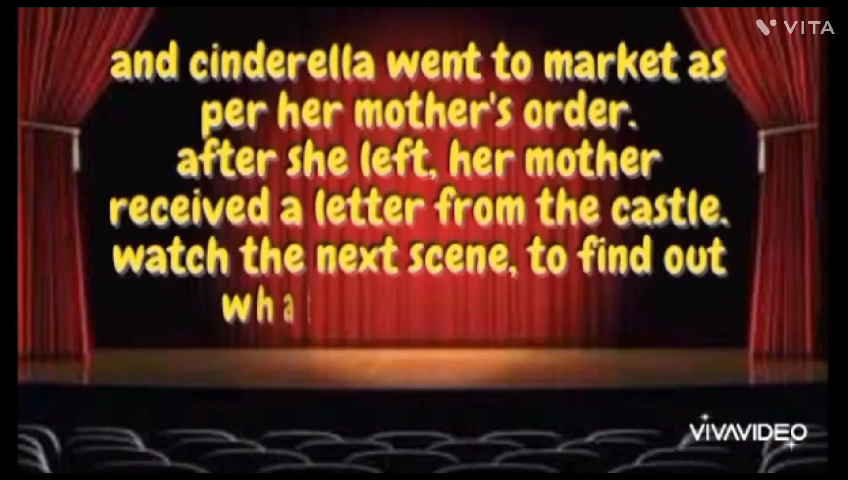 VITA
and cinderella went to market as
per her mother's order.
after she left, her mother
received a letter from the castle.
watch the next scene, to find out
wha
VIVAVIDEO